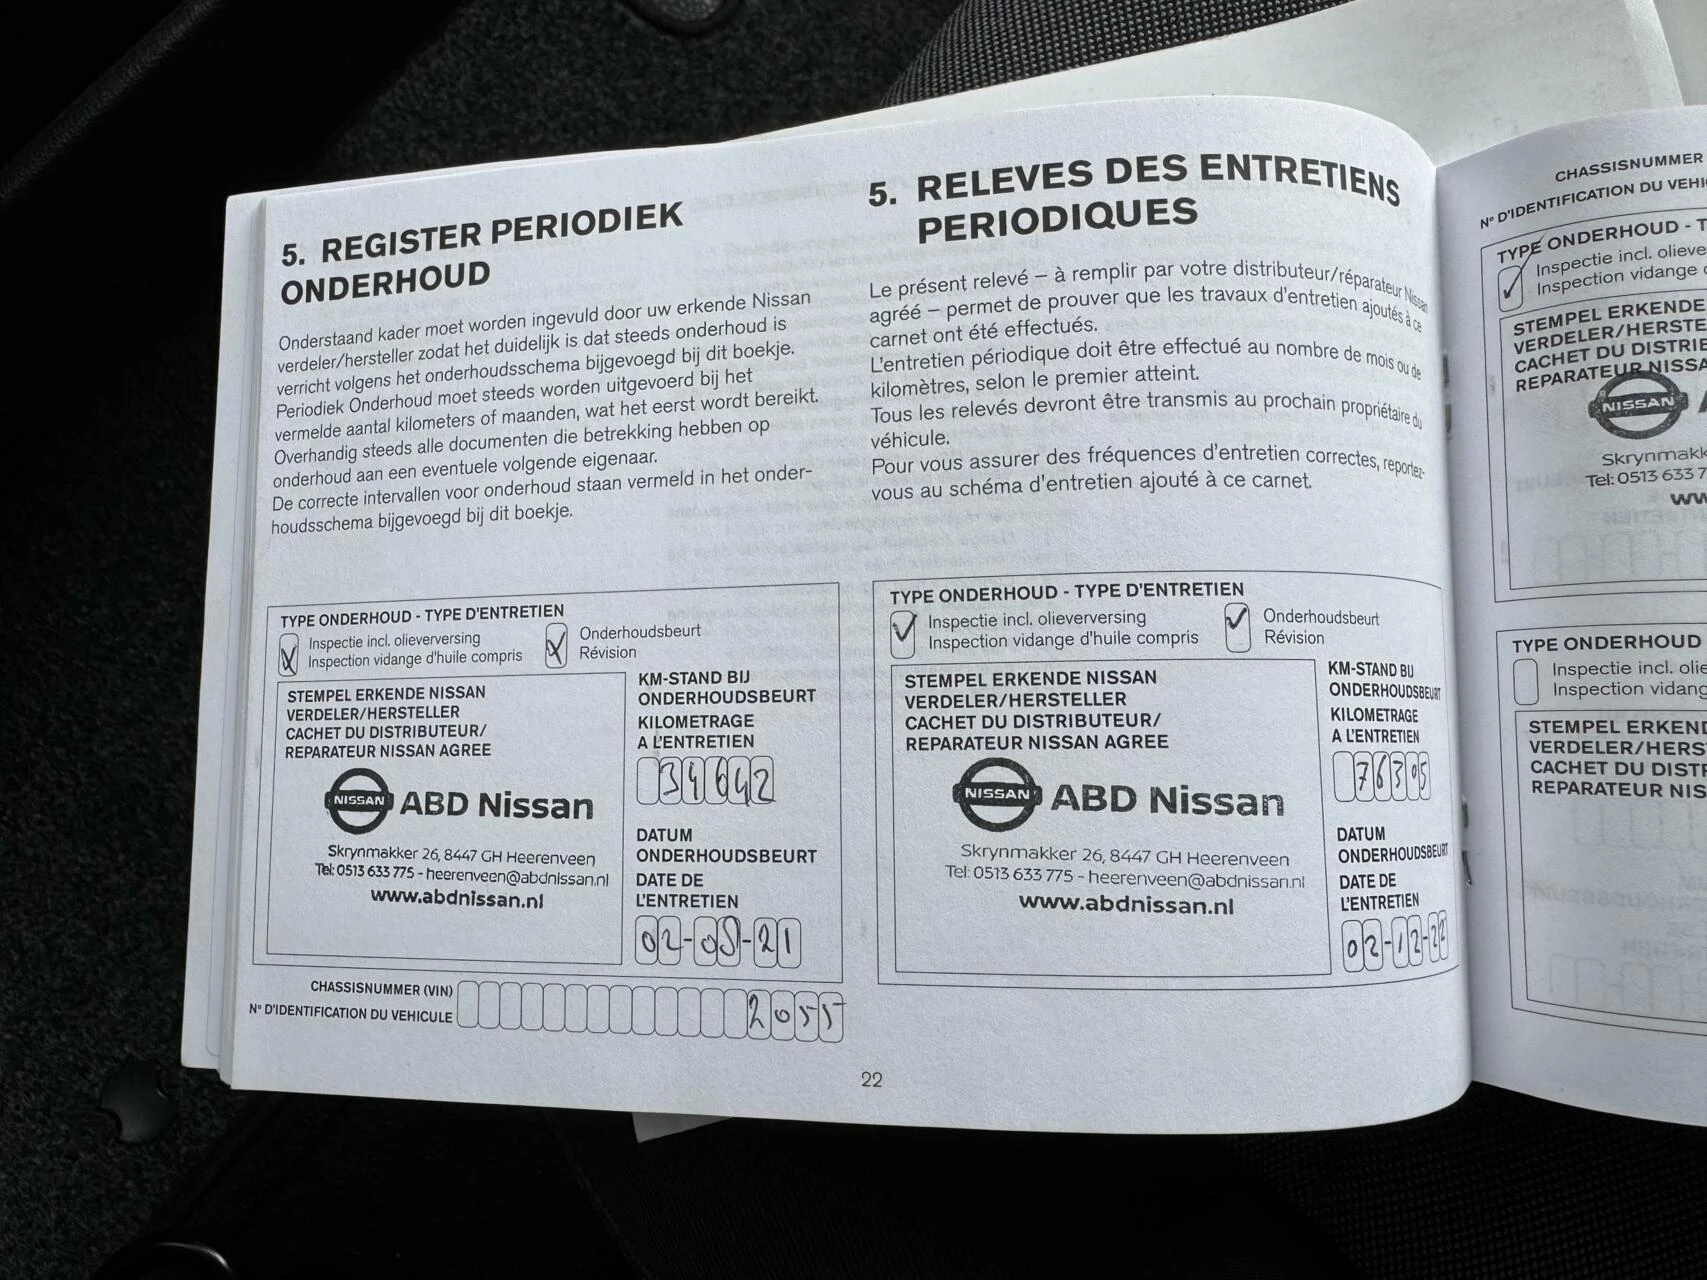 5. REGISTER PERIODIEK
ONDERHOUD
Onderstaand kader moet worden ingevuld door uw erkende Nissan
verdeler/hersteller zodat het duidelijk is dat steeds onderhoud is
verricht volgens het onderhoudsschema bijgevoegd bij dit boekje.
Periodiek Onderhoud moet steeds worden uitgevoerd bij het
vermelde aantal kilometers of maanden, wat het eerst wordt bereikt.
Overhandig steeds alle documenten die betrekking hebben op
onderhoud aan een eventuele volgende eigenaar.
De correcte intervallen voor onderhoud staan vermeld in het onder-
houdsschema bijgevoegd bij dit boekje.
5. RELEVES DES ENTRETIENS
PERIODIQUES
Le présent relevé – à remplir par votre distributeur/réparateur Nissan
agréé – permet de prouver que les travaux d'entretien ajoutés à ce
carnet ont été effectués.
L'entretien périodique doit être effectué au nombre de mois ou de
kilomètres, selon le premier atteint.
Tous les relevés devront être transmis au prochain propriétaire du
véhicule.
Pour vous assurer des fréquences d'entretien correctes, reportez-
vous au schéma d'entretien ajouté à ce carnet.
TYPE ONDERHOUD - TYPE D'ENTRETIEN
Inspectie incl. olieverversing
Inspection vidange d'huile compris
Onderhoudsbeurt
Révision
STEMPEL ERKENDE NISSAN
VERDELER/HERSTELLER
CACHET DU DISTRIBUTEUR/
REPARATEUR NISSAN AGREE
NISSAN ABD Nissan
Skrynmakker 26, 8447 GH Heerenveen
Tel: 0513 633 775 - heerenveen@abdnissan.nl
www.abdnissan.nl
KM-STAND BIJ
ONDERHOUDSBEURT
KILOMETRAGE
A L'ENTRETIEN
34642
DATUM
ONDERHOUDSBEURT
DATE DE
L'ENTRETIEN
CHASSISNUMMER (VIN)
N° D'IDENTIFICATION DU VEHICULE
2055
TYPE ONDERHOUD - TYPE D'ENTRETIEN
Inspectie incl. olieverversing
Inspection vidange d'huile compris
Onderhoudsbeurt
Révision
STEMPEL ERKENDE NISSAN
VERDELER/HERSTELLER
CACHET DU DISTRIBUTEUR/
REPARATEUR NISSAN AGREE
NISSAN ABD Nissan
Skrynmakker 26, 8447 GH Heerenveen
Tel: 0513 633 775 - heerenveen@abdnissan.nl
www.abdnissan.nl
KM-STAND BIJ
ONDERHOUDSBEURT
KILOMETRAGE
A L'ENTRETIEN
76305
DATUM
ONDERHOUDSBEURT
DATE DE
L'ENTRETIEN
02-12-22
22
CHASSISNUMMER
N° D'IDENTIFICATION DU
TYPE ONDERHOUD -
Inspectie incl.
Inspection vidange
STEMPEL ERKENDE
CACHET DU
REPARATEUR
NISSAN
Tel: 0513 633
TYPE ONDERHOUD
Inspectie incl.
STEMPEL
CACHET DU
REPARATEUR